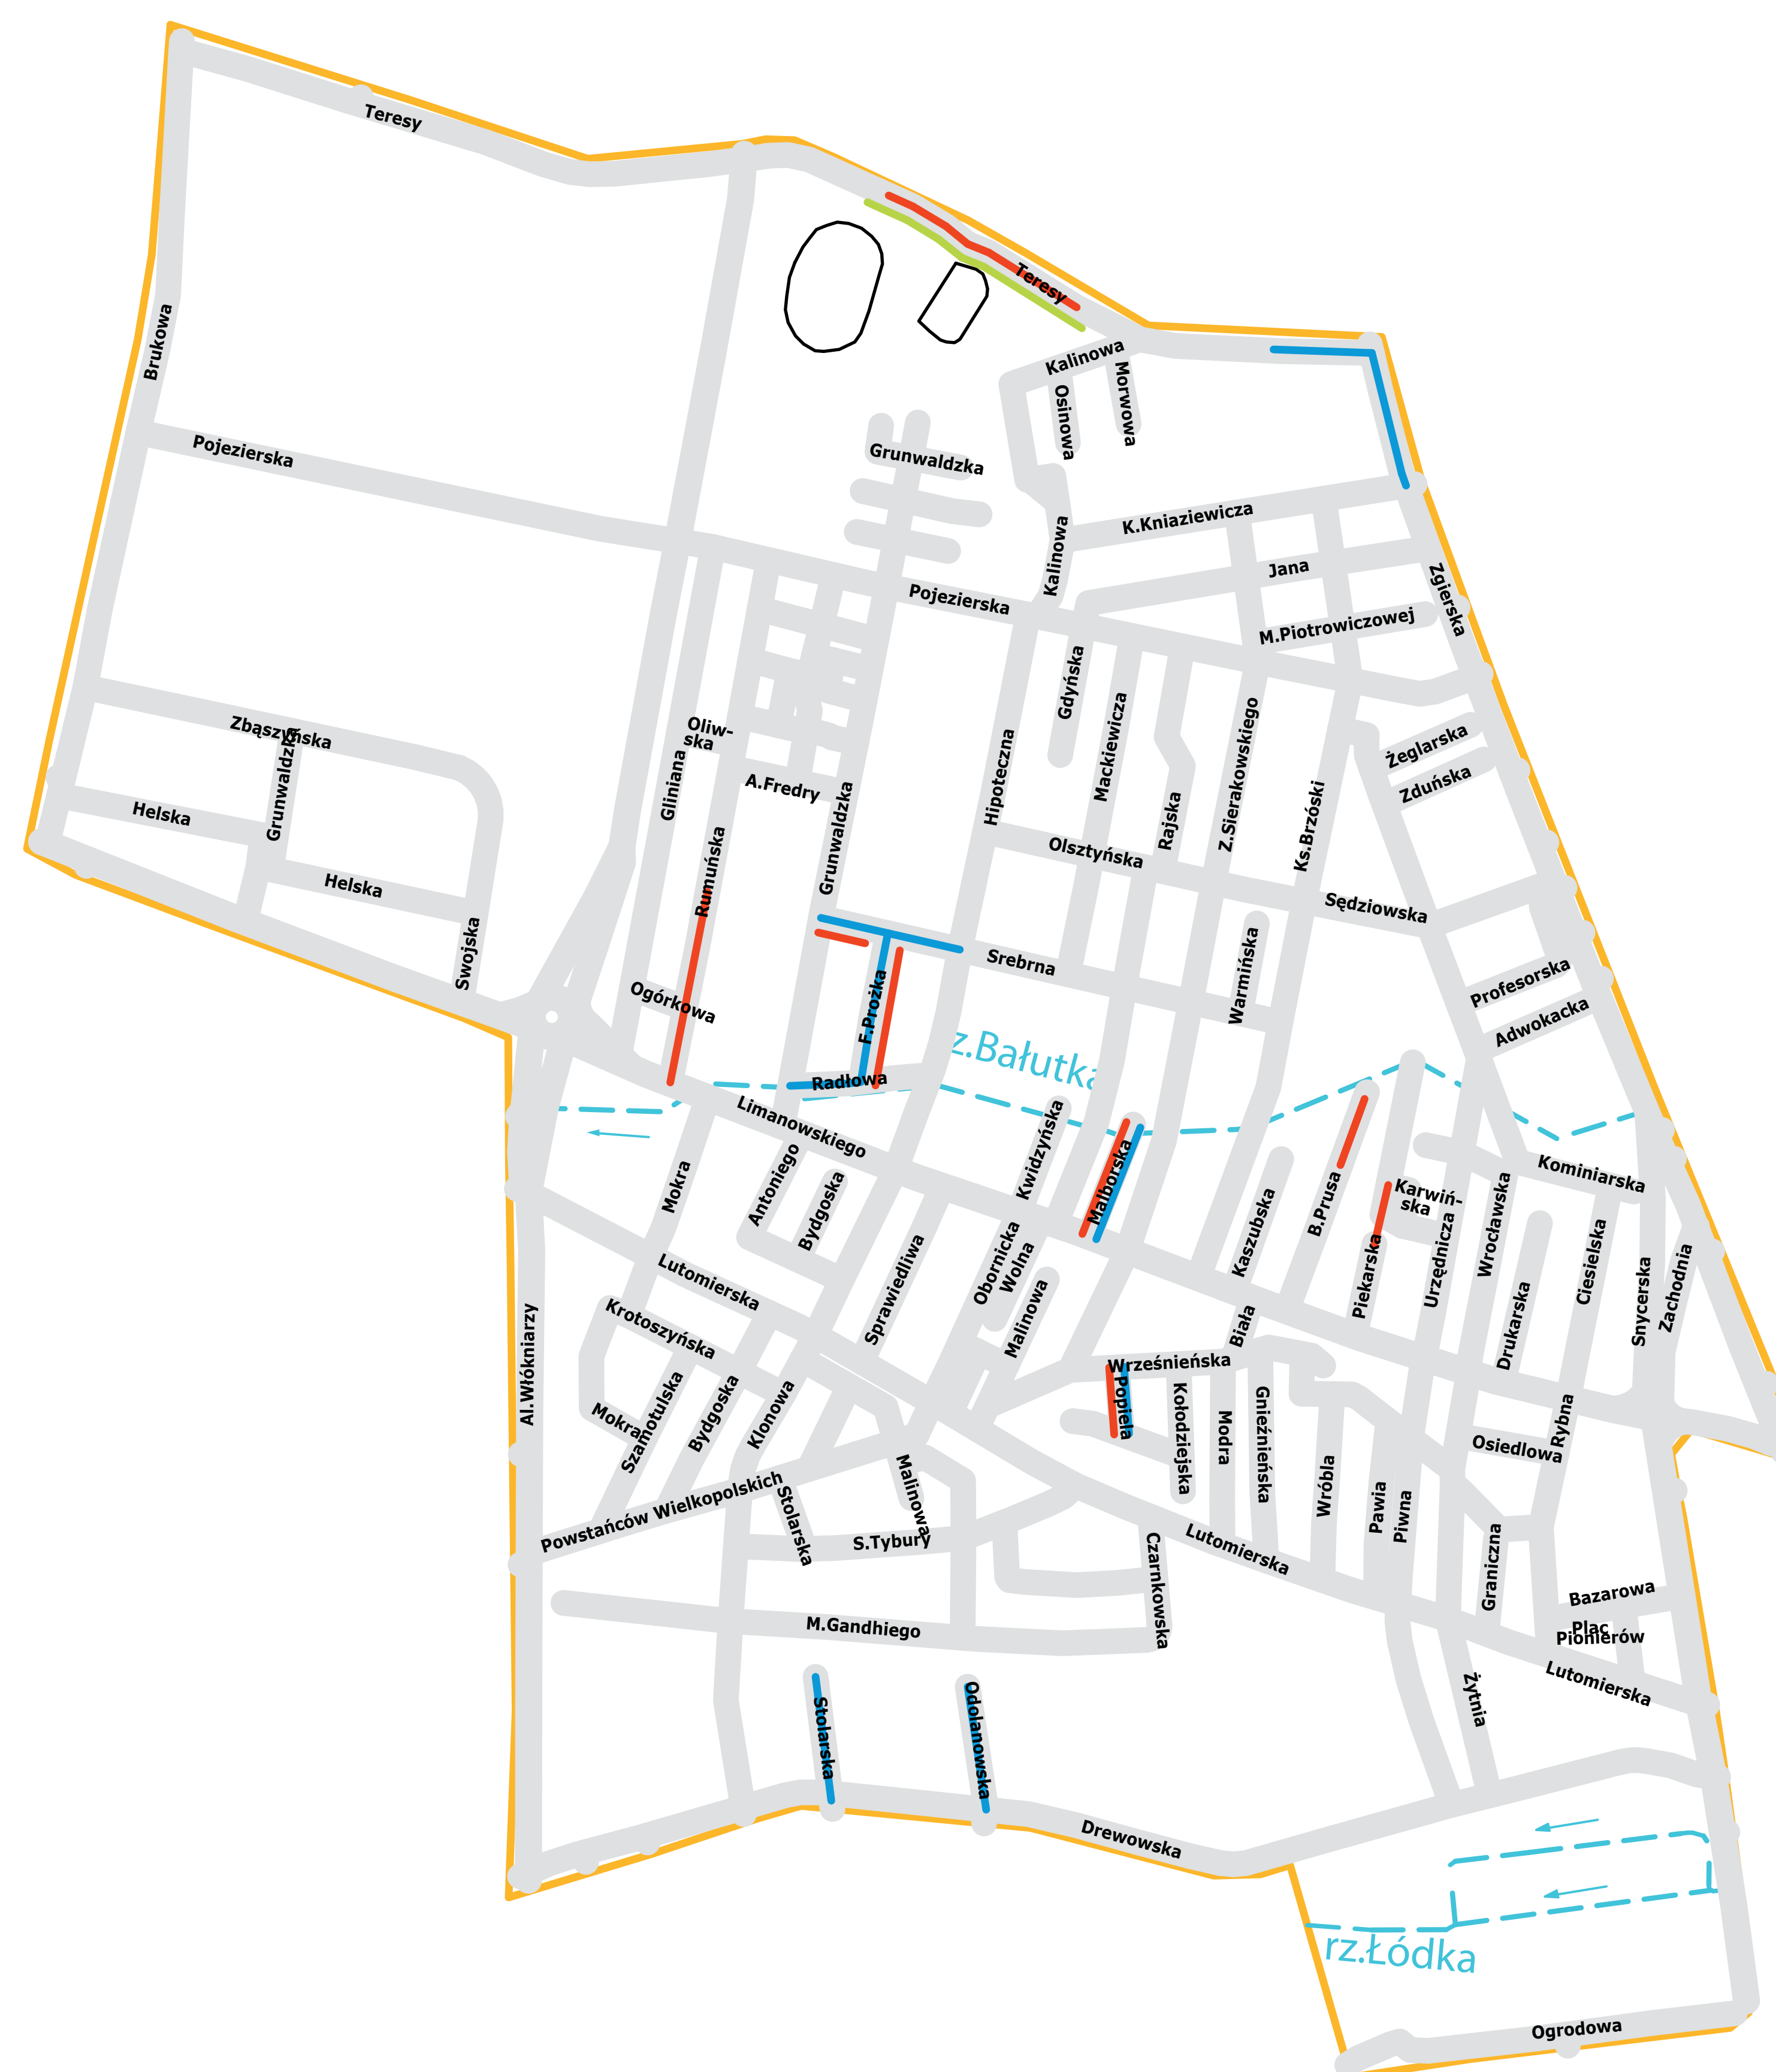 Teresy
Teresy
Brukowa
Kalinowa
Osinowa
Morwowa
Pojezierska
Grunwaldzka
K.Kniaziewicza
Kalinowa
Jana
Zgierska
Pojezierska
M.Piotrowiczowej
Gdyńska
Zbąszyńska
Grunwaldzka
Oliw-
ska
Gliniana
A.Fredry
Hipoteczna
Mackiewicza
Rajska
Z.Sierakowskiego
Ks.Brzóski
Żeglarska
Zduńska
Helska
Helska
Rumuńska
Grunwaldzka
Olsztyńska
Sędziowska
Swojska
Srebrna
Warmińska
Profesorska
Adwokacka
Ogórkowa
F.Prożka
Radłowa
z.Bałutka
Limanowskiego
Mokra
Antoniego
Bydgoska
Kwidzyńska
Malborska
Kominiarska
Karwiń-
ska
B.Prusa
Kaszubska
Piekarska
Urzędnicza
Wrocławska
Ciesielska
Snycerska
Zachodnia
Drukarska
Lutomierska
Krotoszyńska
Sprawiedliwa
Obornicka
Wolna
Malinowa
Biała
Al.Włókniarzy
Mokra
Szamotulska
Bydgoska
Klonowa
Wrześnieńska
Popiela
Kołodziejska
Modra
Gnieźnieńska
Wróbla
Pawia
Piwna
Osiedlowa
Rybna
Powstańców Wielkopolskich
Stolarska
Malinowa
S.Tybury
Czarnkowska
Lutomierska
Graniczna
Bazarowa
Plac
Pionierów
Lutomierska
M.Gandhiego
Żytnia
Stolarska
Odolanowska
Drewowska
rz.Łódka
Ogrodowa